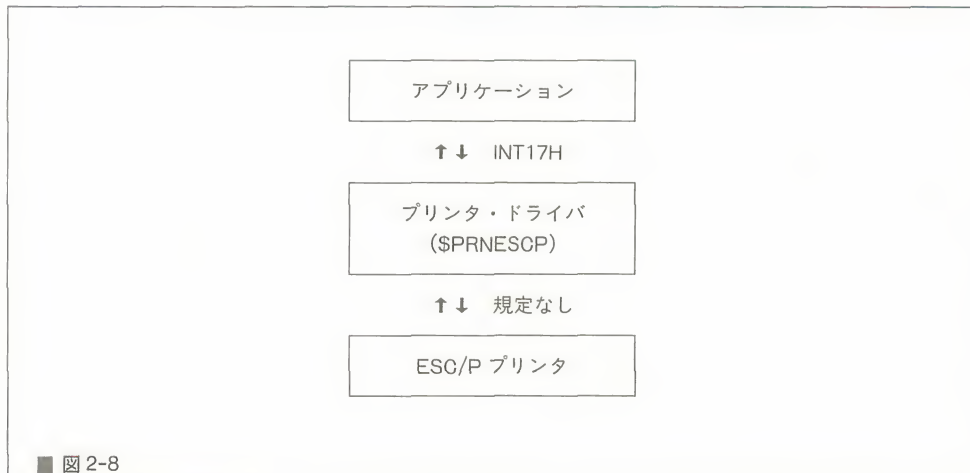 アプリケーション
↑↓ INT17H
プリンタ・ドライバ
($PRNESCP)
↑↓ 規定なし
ESC/P プリンタ
■ 図 2-8